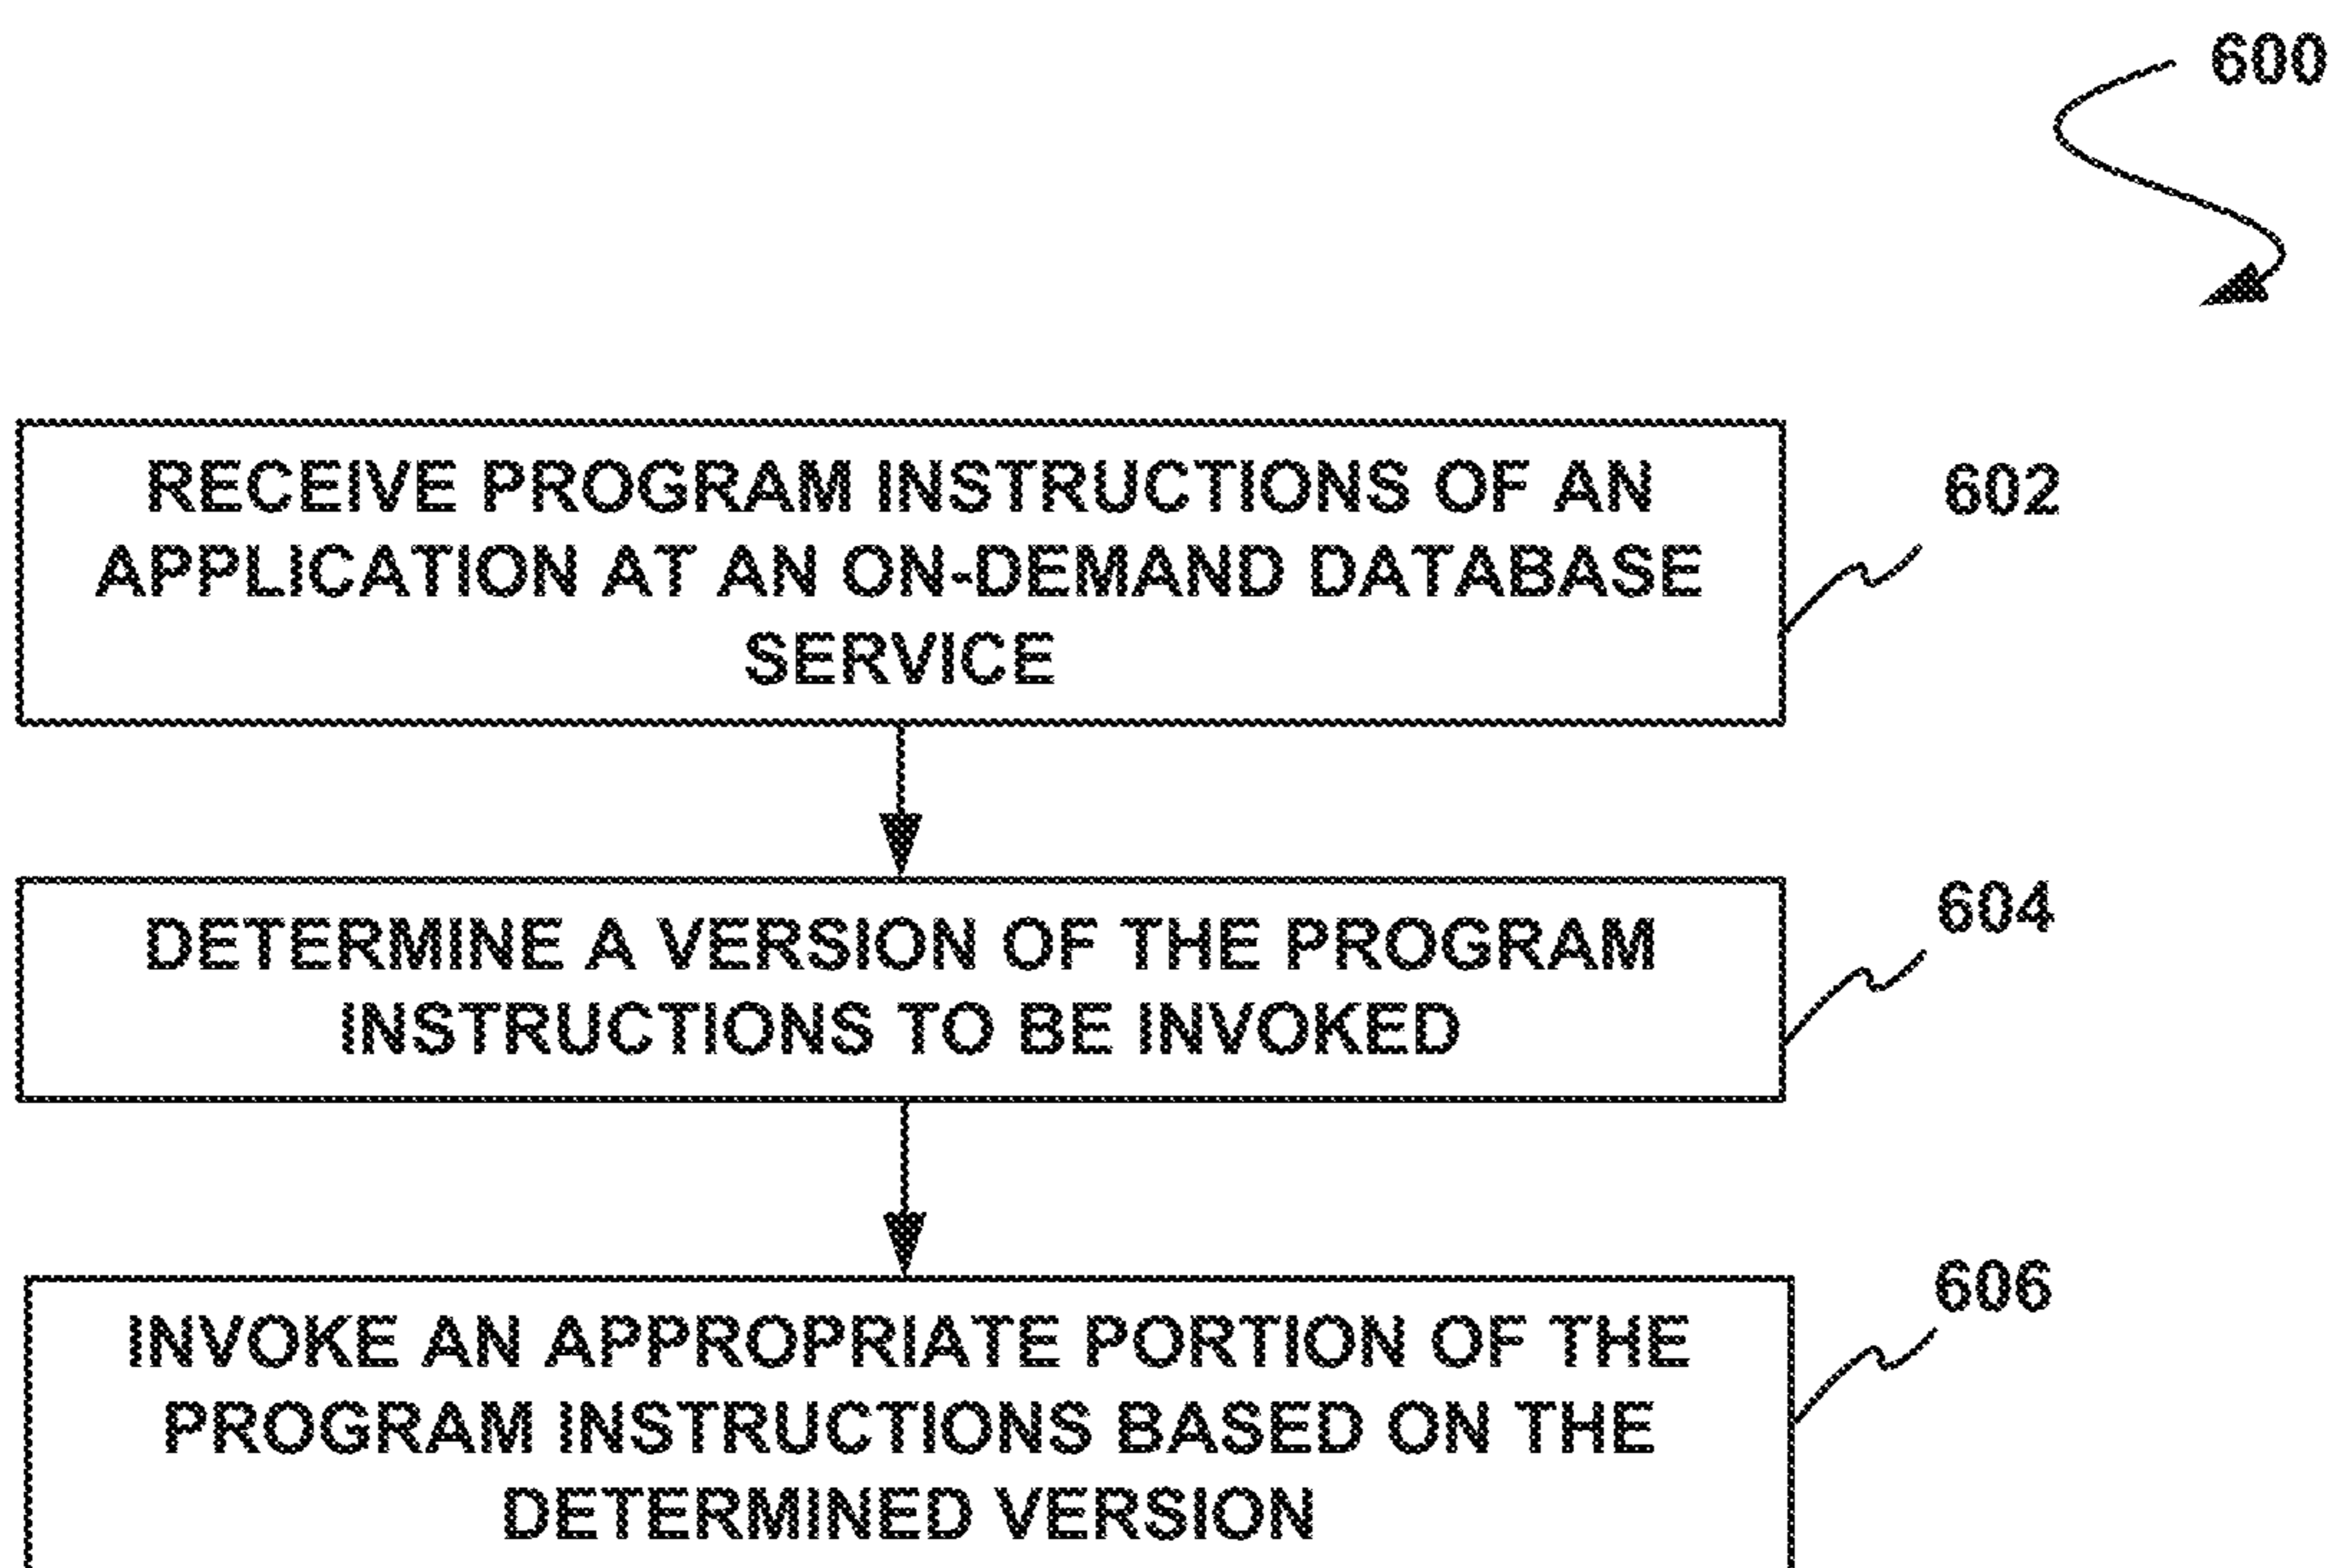 600
RECEIVE PROGRAM INSTRUCTIONS OF AN
APPLICATION AT AN ON-DEMAND DATABASE
SERVICE
602
DETERMINE A VERSION OF THE PROGRAM
INSTRUCTIONS TO BE INVOKED
604
INVOKE AN APPROPRIATE PORTION OF THE
PROGRAM INSTRUCTIONS BASED ON THE
DETERMINED VERSION
606